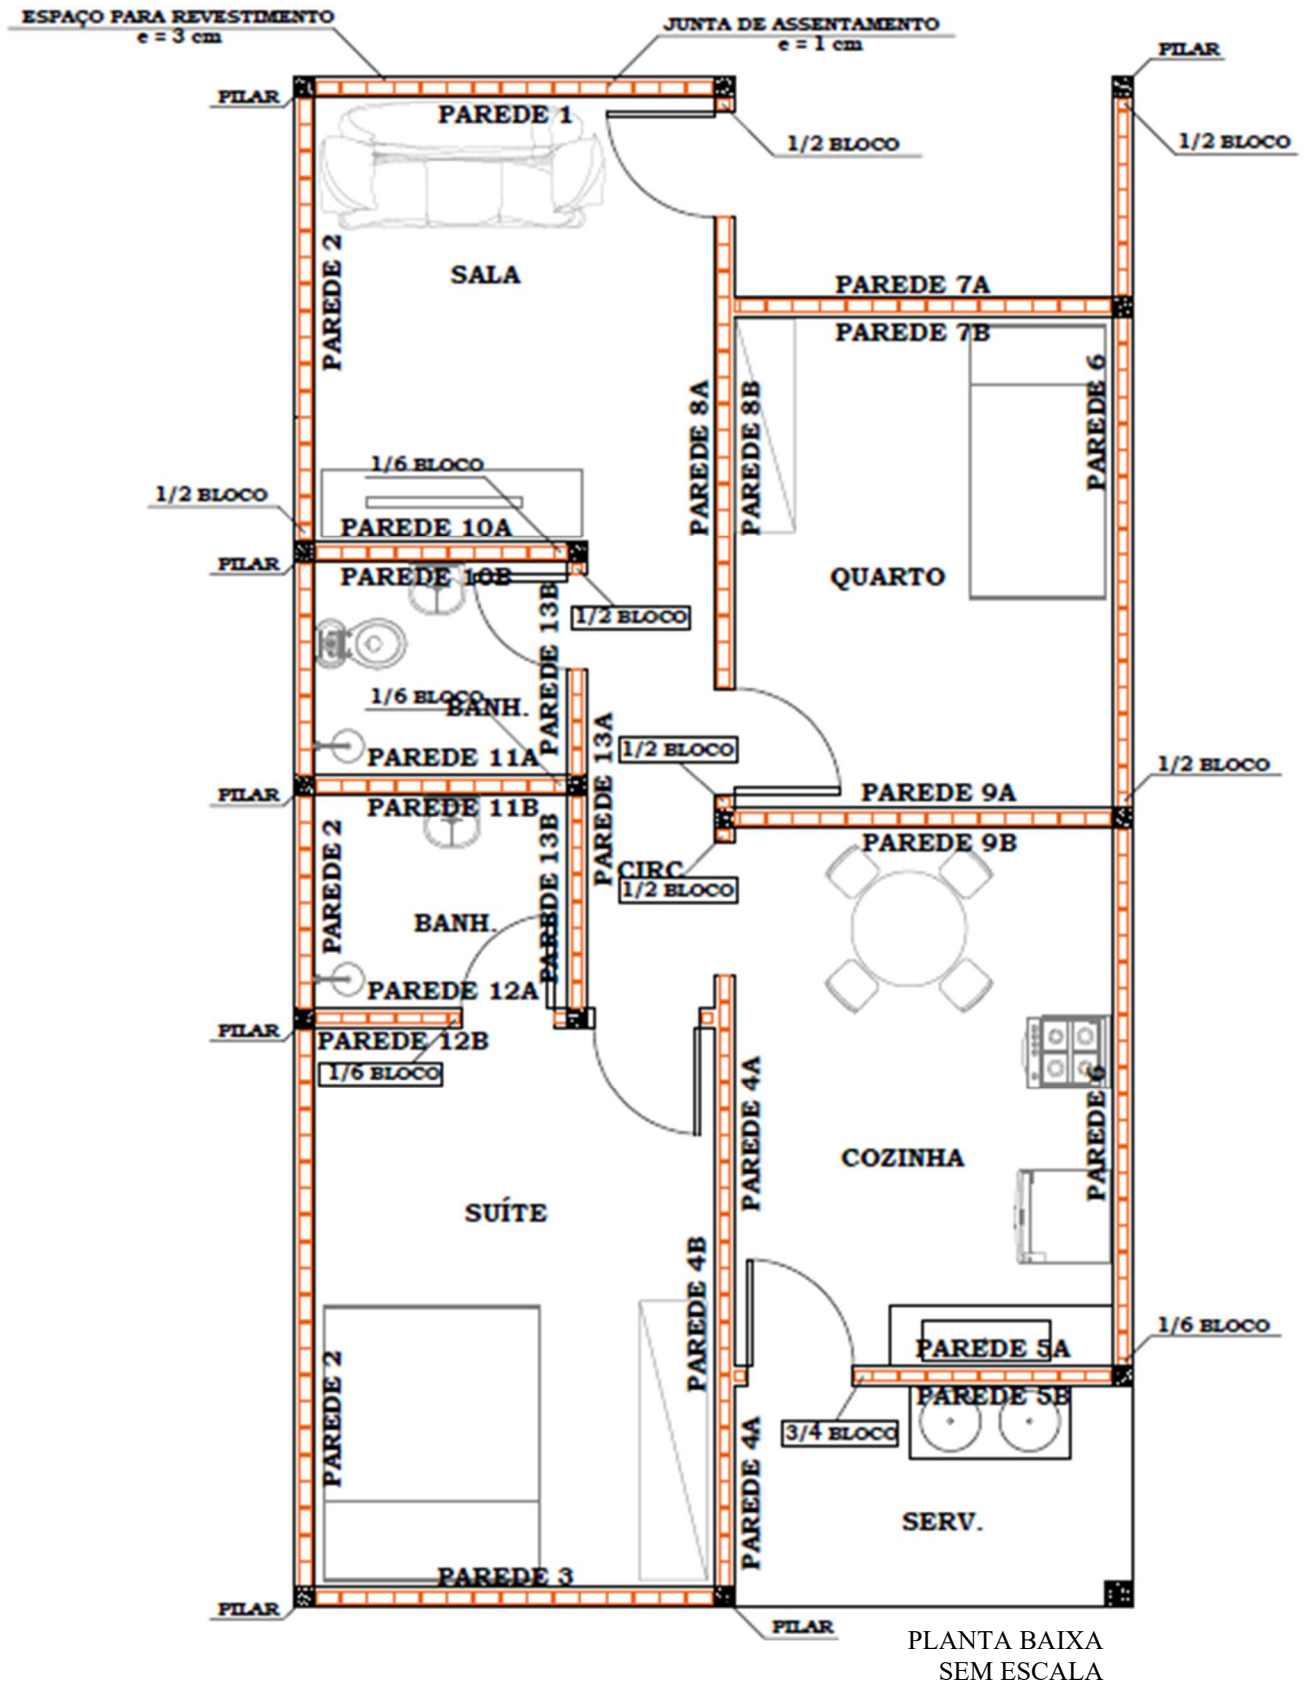 ESPAÇO PARA REVESTIMENTO
e = 3 cm
JUNTA DE ASSENTAMENTO
e = 1 cm
PILAR
PILAR
PAREDE 1
1/2 BLOCO
1/2 BLOCO
PAREDE 2
SALA
PAREDE 7A
PAREDE 7B
PAREDE 8A
PAREDE 8B
PAREDE 6
1/6 BLOCO
1/2 BLOCO
PAREDE 10A
PILAR
PAREDE 10B
QUARTO
PAREDE 13B
1/2 BLOCO
1/6 BLOCO
BANH.
PAREDE 11A
PAREDE 13A
1/2 BLOCO
1/2 BLOCO
PILAR
PAREDE 11B
PAREDE 9A
PAREDE 9B
PAREDE 2
PAREDE 13B
CIRC
1/2 BLOCO
BANH.
PAREDE 12A
PILAR
PAREDE 12B
1/6 BLOCO
PAREDE 4A
PAREDE 6
COZINHA
SUÍTE
PAREDE 4B
1/6 BLOCO
PAREDE 5A
PAREDE 2
PAREDE 5B
3/4 BLOCO
PAREDE 4A
SERV.
PAREDE 3
PILAR
PILAR
PLANTA BAIXA
SEM ESCALA